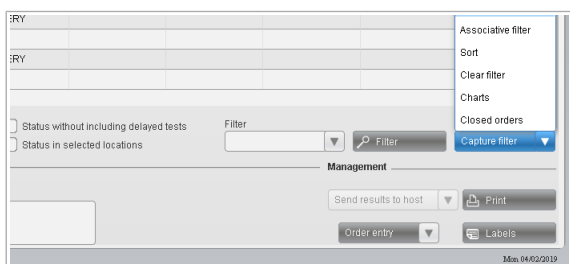 ERY
Associative filter
Sort
ERY
Clear filter
Charts
Closed orders
Status without including delayed tests
Filter
Status in selected locations
Filter
Capture filter
Management
Send results to host
Print
Order entry
Labels
Mon 04/02/2019